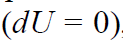 (dU = 0),